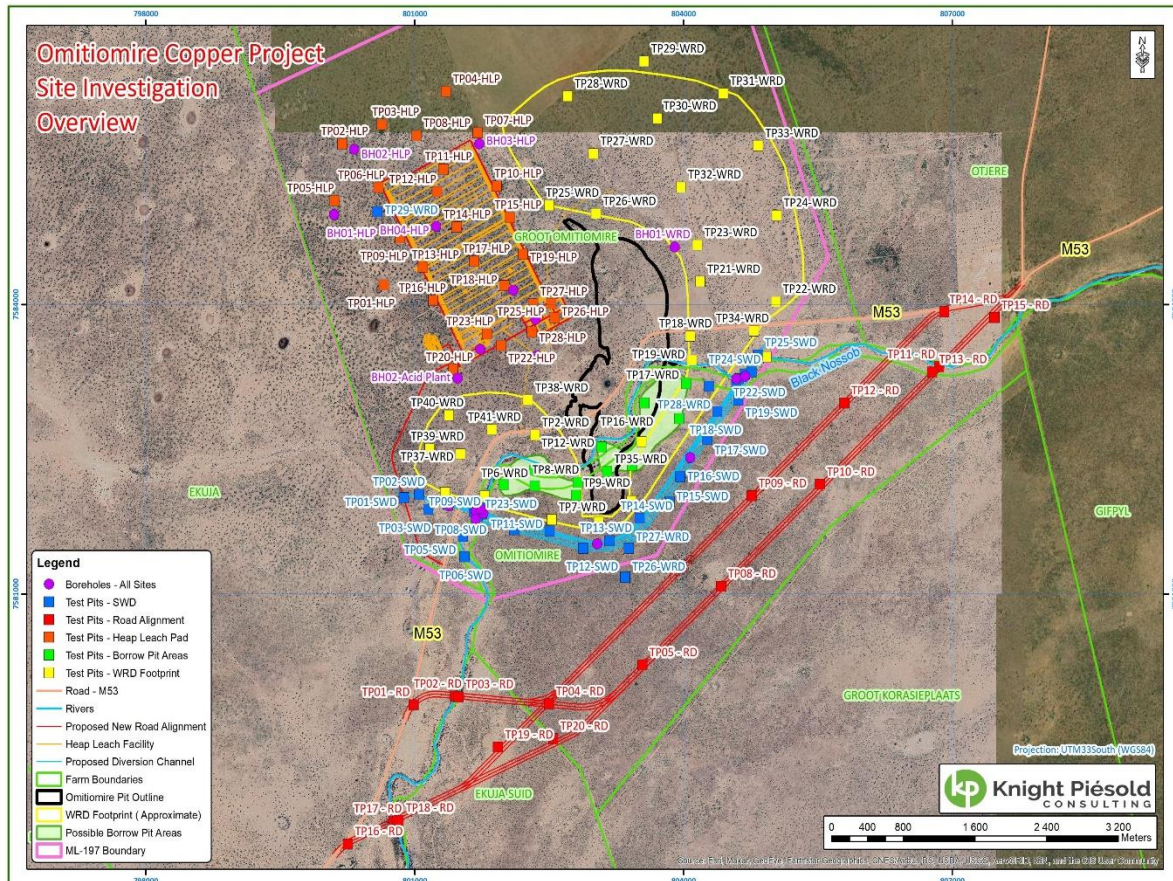 798000
801000
804000
807000
Omitiomire Copper Project
Site Investigation
Overview
N
TP29-WRD
TP04-HLP
TP28-WRD
TP31-WRD
TP30-WRD
TP03-HLP
TP08-HLP
TP07-HLP
TP02-HLP
BH03-HLP
TP33-WRD
BH02-HLP
TP27-WRD
TP11-HLP
OTJERE
TP06-HLP
TP12-HLP
TP10-HLP
TP32-WRD
TP05-HLP
TP25-WRD
TP26-WRD
TP29-WRD
TP15-HLP
TP24-WRD
BH01-HLP
BH04-HLP
TP14-HLP
GROOT OMITIOMIRE
BH01-WRD
TP23-WRD
M53
TP09-HLP
TP13-HLP
TP17-HLP
TP19-HLP
TP21-WRD
TP01-HLP
TP16-HLP
TP18-HLP
TP27-HLP
TP22-WRD
7584000
TP25-HLP
TP26-HLP
M53
TP14 - RD
TP15 - RD
TP23-HLP
TP28-HLP
TP18-WRD
TP34-WRD
TP20-HLP
TP22-HLP
TP19-WRD
TP25-SWD
TP24-SWD
TP11 - RD
TP13 - RD
BH02-Acid Plant
TP17-WRD
Black Nossob
TP38-WRD
TP22-SWD
TP12 - RD
TP40-WRD
TP28-WRD
TP19-SWD
TP41-WRD
TP2-WRD
TP16-WRD
TP18-SWD
TP39-WRD
TP12-WRD
TP17-SWD
TP37-WRD
TP35-WRD
TP6-WRD
TP8-WRD
TP10 - RD
TP02-SWD
TP9-WRD
TP16-SWD
TP09 - RD
EKUJA
TP01-SWD
TP09-SWD
TP23-SWD
TP7-WRD
TP15-SWD
TP14-SWD
GIFPYL
TP03-SWD
TP08-SWD
TP11-SWD
TP13-SWD
TP27-WRD
TP05-SWD
OMITIOMIRE
TP12-SWD
TP26-WRD
TP06-SWD
TP08 - RD
7581000
M53
TP05 - RD
TP01 - RD
TP02 - RD
TP03 - RD
TP04 - RD
GROOT KORASIEPLAATS
TP19 - RD
TP20 - RD
EKUJA SUID
TP17 - RD
TP18 - RD
TP16 - RD
Legend
Boreholes - All Sites
Test Pits - SWD
Test Pits - Road Alignment
Test Pits - Heap Leach Pad
Test Pits - Borrow Pit Areas
Test Pits - WRD Footprint
Road - M53
Rivers
Proposed New Road Alignment
Heap Leach Facility
Proposed Diversion Channel
Farm Boundaries
Omitiomire Pit Outline
WRD Footprint ( Approximate)
Possible Borrow Pit Areas
ML-197 Boundary
Projection: UTM33South (WGS84)
kp Knight Piésold
CONSULTING
0 200 400 800 1 600 2 400 3 200
Meters
798000
801000
804000
807000